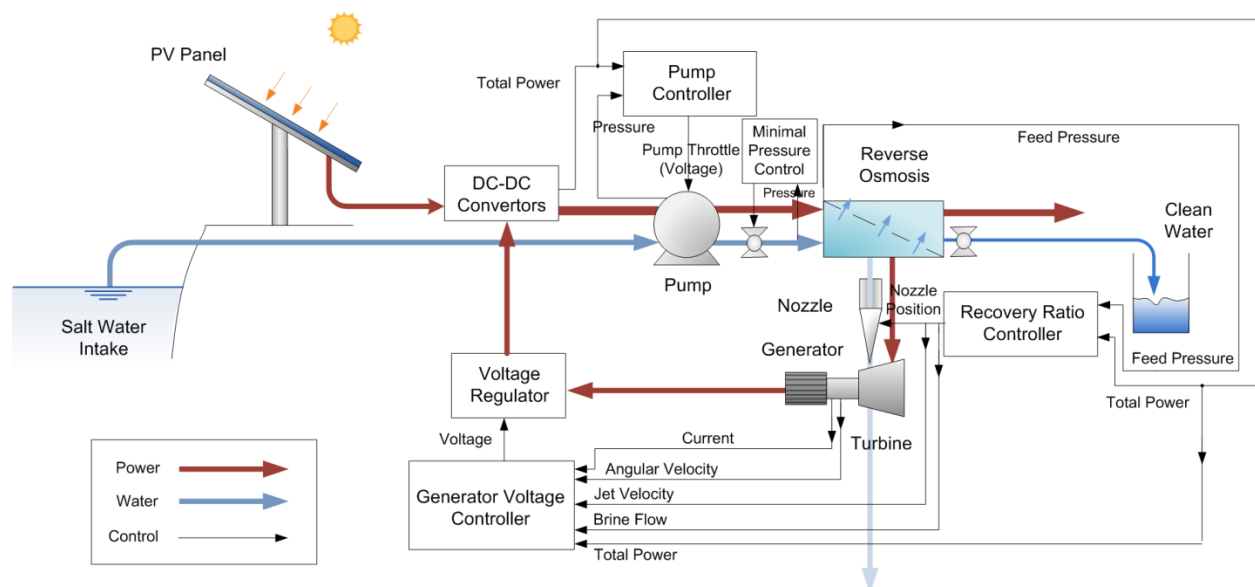 PV Panel
Total Power
Pump
Controller
Pressure
Pump Throttle
(Voltage)
Minimal
Pressure
Control
Pressure
Feed Pressure
Reverse
Osmosis
DC-DC
Convertors
Clean
Water
Pump
Salt Water
Intake
Nozzle
Nozzle
Position
Recovery Ratio
Controller
Feed Pressure
Generator
Voltage
Regulator
Total Power
Turbine
Voltage
Current
Angular Velocity
Generator Voltage
Controller
Jet Velocity
Brine Flow
Total Power
Power
Water
Control